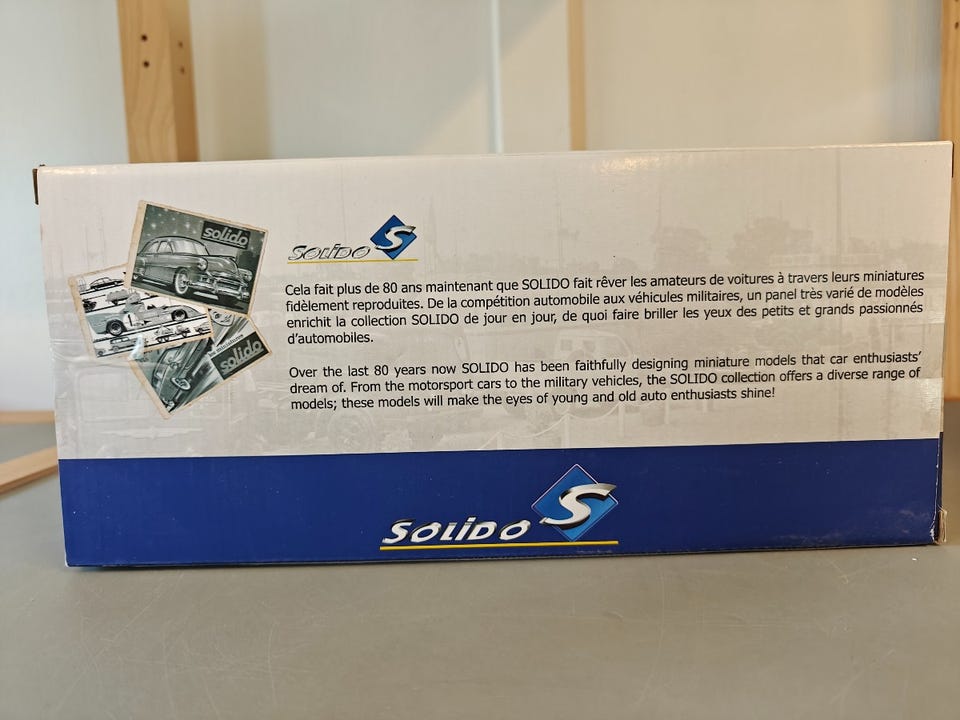 solido
SOLIDO S
Cela fait plus de 80 ans maintenant que SOLIDO fait rêver les amateurs de voitures à travers leurs miniatures
fidèlement reproduites. De la compétition automobile aux véhicules militaires, un panel très varié de modèles
enrichit la collection SOLIDO de jour en jour, de quoi faire briller les yeux des petits et grands passionnés
d'automobiles.
Over the last 80 years now SOLIDO has been faithfully designing miniature models that car enthusiasts'
dream of. From the motorsport cars to the military vehicles, the SOLIDO collection offers a diverse range of
models; these models will make the eyes of young and old auto enthusiasts shine!
solido
SOLIDO S